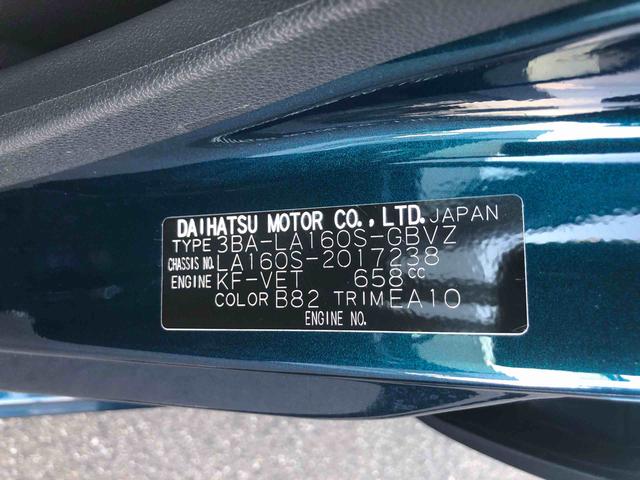 DAIHATSU MOTOR CO., LTD. JAPAN
TYPE 3BA-LA160S-GBVZ
CHASSIS NO. LA160S-2017238
ENGINE KF-VET 658CC
COLOR B82 TRIM EA10
ENGINE NO.